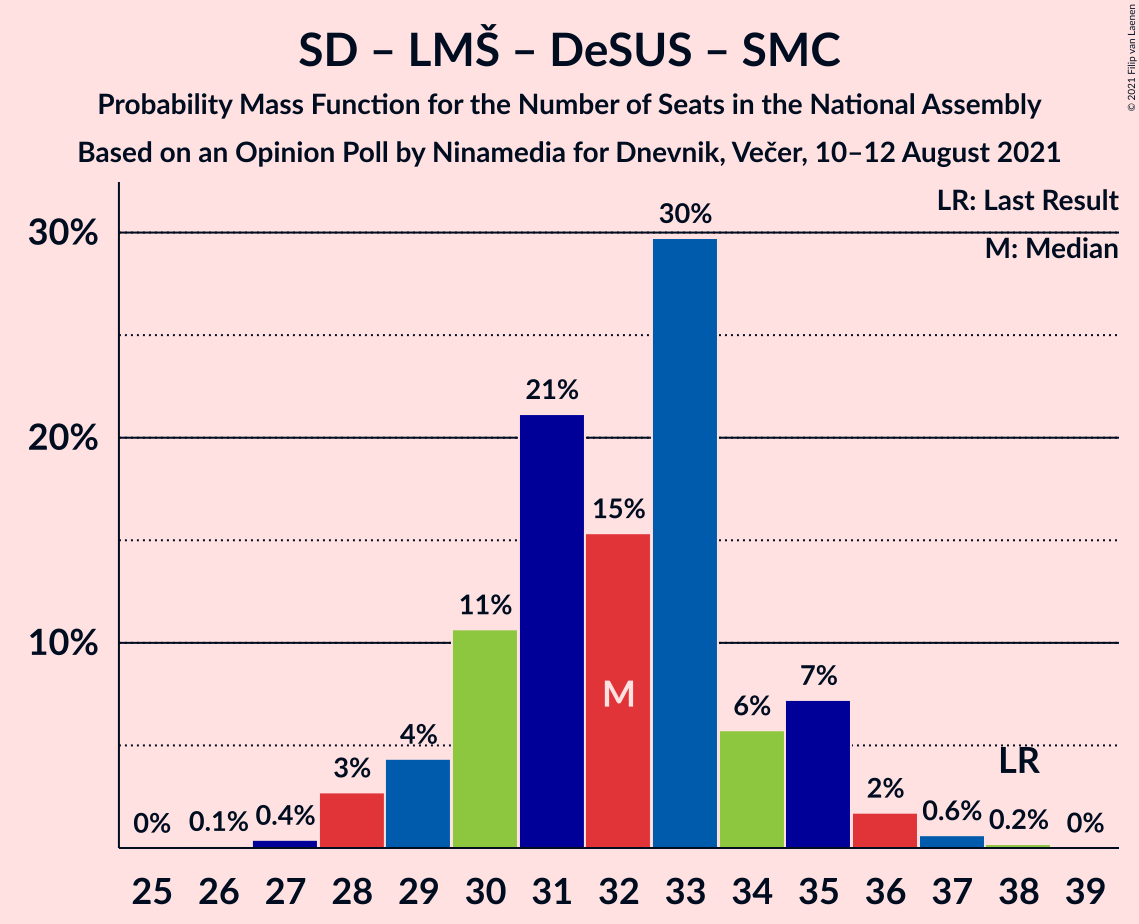 SD – LMŠ – DeSUS – SMC
Probability Mass Function for the Number of Seats in the National Assembly
Based on an Opinion Poll by Ninamedia for Dnevnik, Večer, 10–12 August 2021
© 2021 Filip van Laenen
LR: Last Result
M: Median
30%
20%
10%
0%
0.1%
0.4%
3%
4%
11%
21%
15%
30%
6%
7%
2%
0.6%
0.2%
0%
M
LR
25 26 27 28 29 30 31 32 33 34 35 36 37 38 39